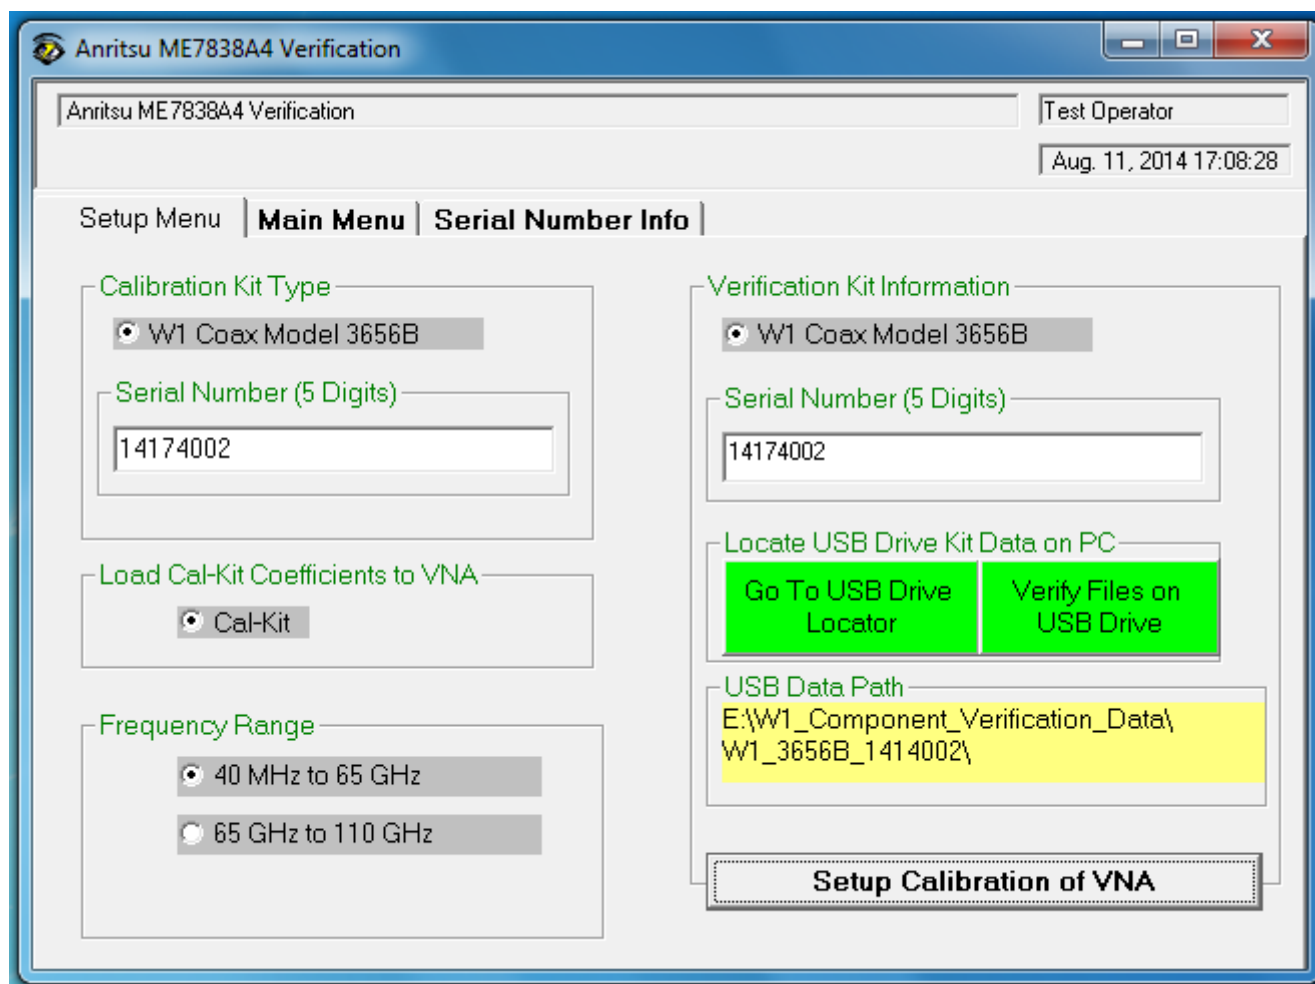 Anritsu ME7838A4 Verification
Anritsu ME7838A4 Verification
Test Operator
Aug. 11, 2014 17:08:28
Setup Menu
Main Menu
Serial Number Info
Calibration Kit Type
W1 Coax Model 3656B
Serial Number (5 Digits)
14174002
Load Cal-Kit Coefficients to VNA
Cal-Kit
Frequency Range
40 MHz to 65 GHz
65 GHz to 110 GHz
Verification Kit Information
W1 Coax Model 3656B
Serial Number (5 Digits)
14174002
Locate USB Drive Kit Data on PC
Go To USB Drive
Locator
Verify Files on
USB Drive
USB Data Path
E:\W1_Component_Verification_Data\
W1_3656B_1414002\
Setup Calibration of VNA